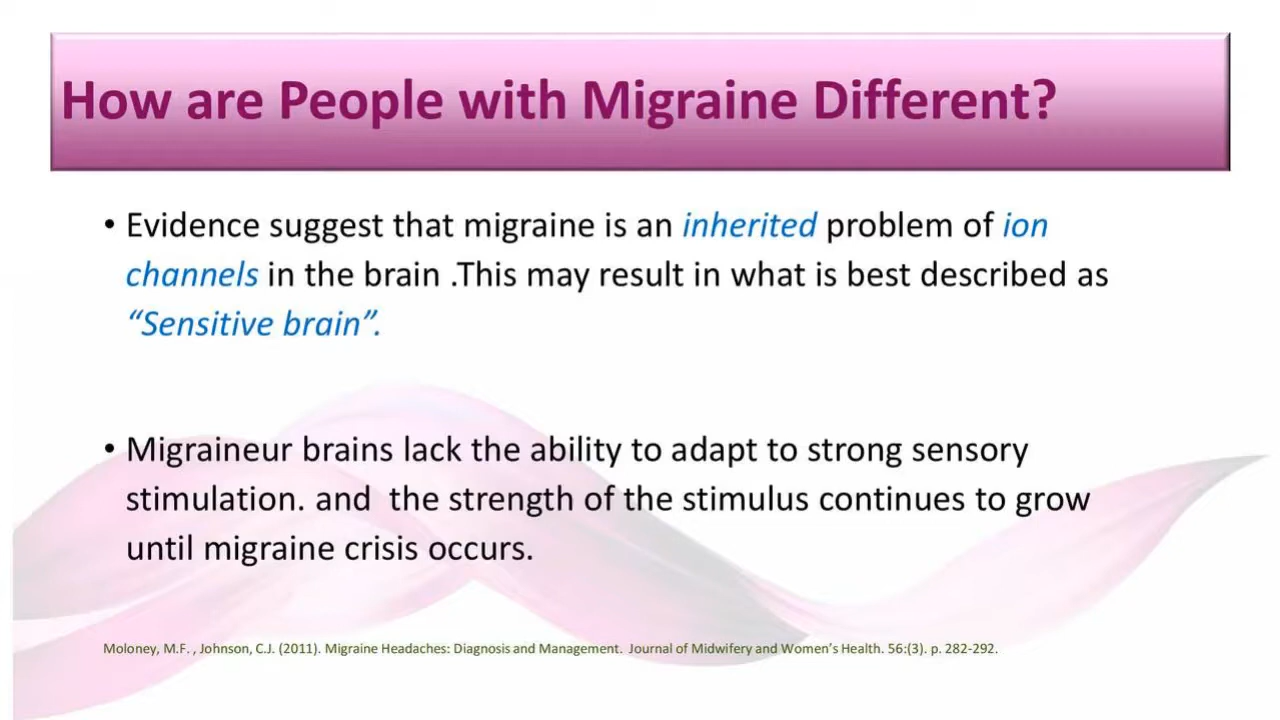 How are People with Migraine Different?
• Evidence suggest that migraine is an inherited problem of ion
channels in the brain .This may result in what is best described as
“Sensitive brain”.
• Migraineur brains lack the ability to adapt to strong sensory
stimulation. and  the strength of the stimulus continues to grow
until migraine crisis occurs.
Moloney, M.F. , Johnson, C.J. (2011). Migraine Headaches: Diagnosis and Management.  Journal of Midwifery and Women’s Health. 56:(3). p. 282-292.